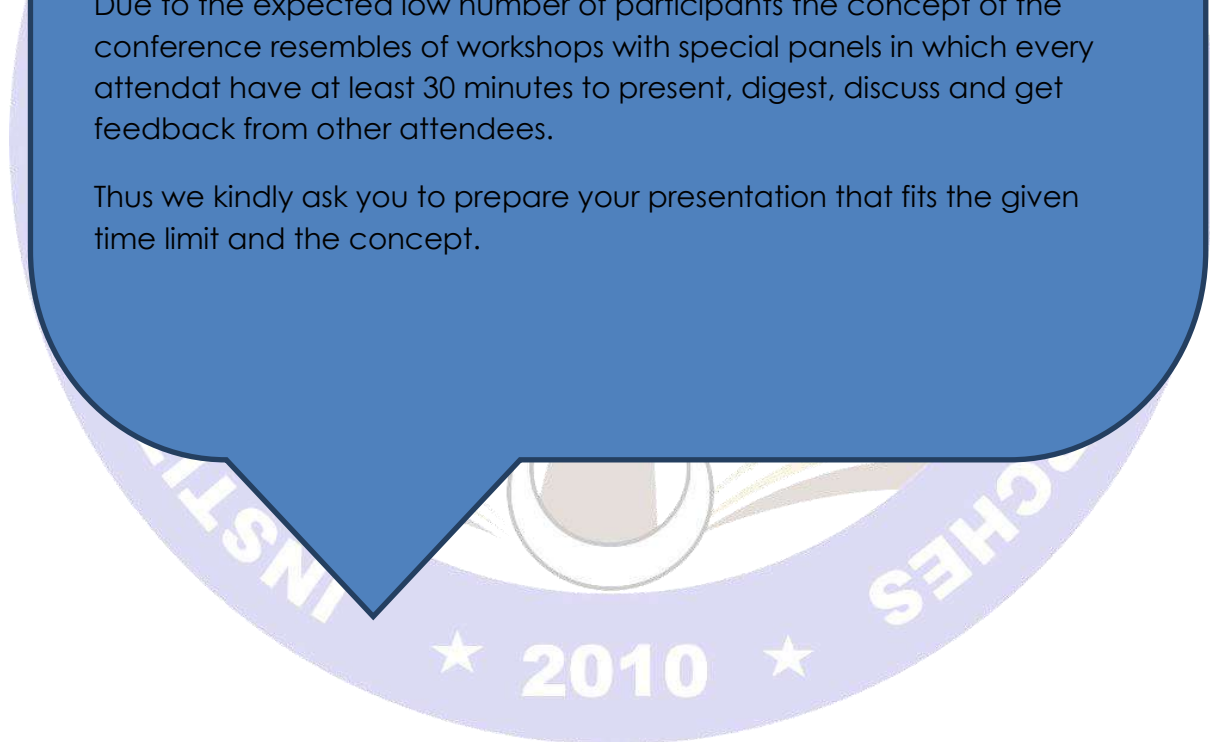 Due to the expected low number of participants the concept of the
conference resembles of workshops with special panels in which every
attendat have at least 30 minutes to present, digest, discuss and get
feedback from other attendees.
Thus we kindly ask you to prepare your presentation that fits the given
time limit and the concept.
INSTI
RCHES
★ 2010 ★